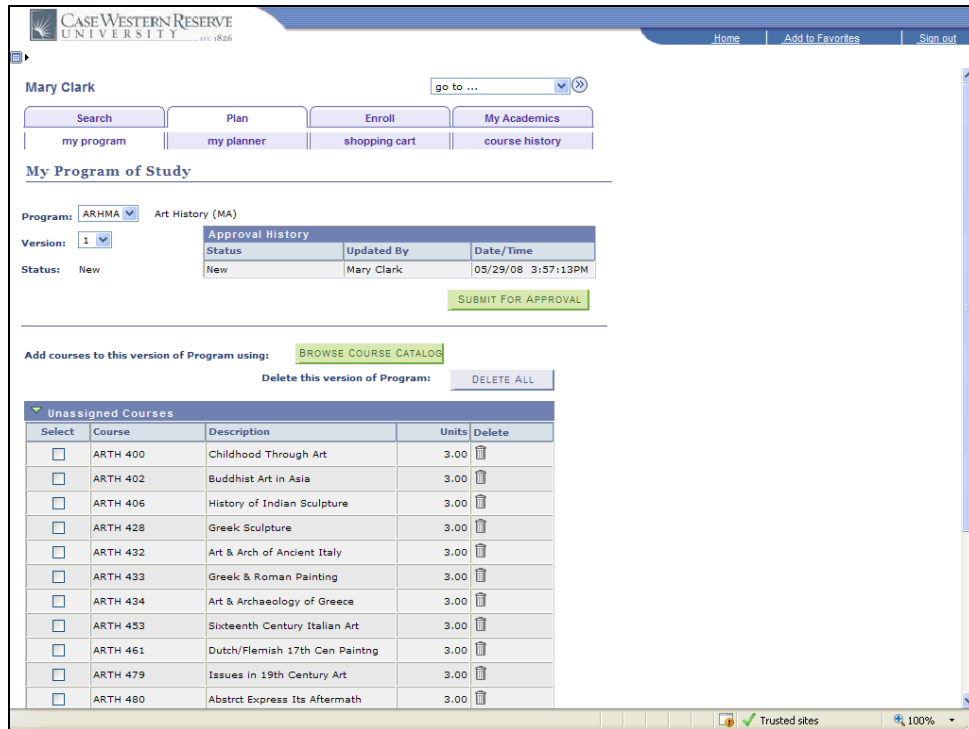 CASE WESTERN RESERVE
UNIVERSITY EST. 1826
Home Add to Favorites Sign out
Mary Clark go to ...
Search Plan Enroll My Academics
my program my planner shopping cart course history
My Program of Study
Program: ARHMA Art History (MA)
Version: 1
Approval History
Status Updated By Date/Time
Status: New
New Mary Clark 05/29/08 3:57:13PM
SUBMIT FOR APPROVAL
Add courses to this version of Program using: BROWSE COURSE CATALOG
Delete this version of Program: DELETE ALL
Unassigned Courses
Select Course Description Units Delete
ARTH 400 Childhood Through Art 3.00
ARTH 402 Buddhist Art in Asia 3.00
ARTH 406 History of Indian Sculpture 3.00
ARTH 428 Greek Sculpture 3.00
ARTH 432 Art & Arch of Ancient Italy 3.00
ARTH 433 Greek & Roman Painting 3.00
ARTH 434 Art & Archaeology of Greece 3.00
ARTH 453 Sixteenth Century Italian Art 3.00
ARTH 461 Dutch/Flemish 17th Cen Paintng 3.00
ARTH 479 Issues in 19th Century Art 3.00
ARTH 480 Abstrct Express Its Aftermath 3.00
Trusted sites 100%